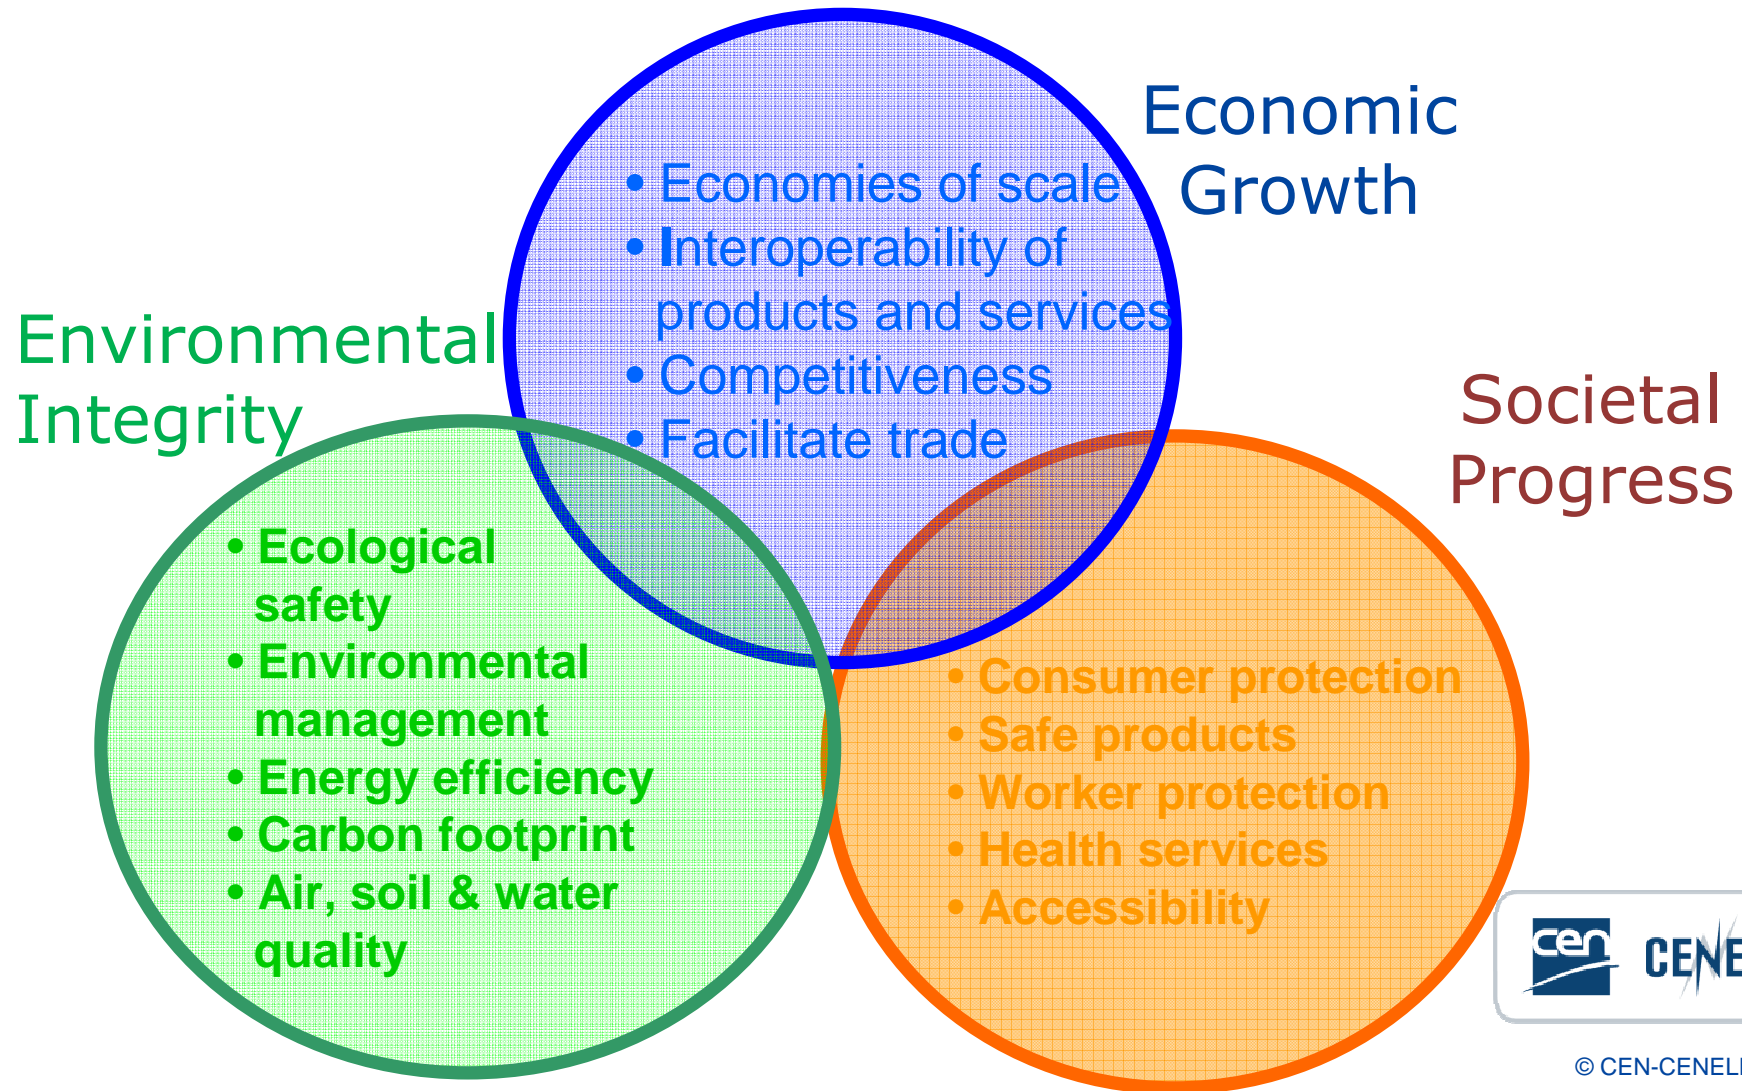 Economic
Growth
• Economies of scale
• Interoperability of
products and services
• Competitiveness
• Facilitate trade
Environmental
Integrity
• Ecological
safety
• Environmental
management
• Energy efficiency
• Carbon footprint
• Air, soil & water
quality
Societal
Progress
• Consumer protection
• Safe products
• Worker protection
• Health services
• Accessibility
cen
© CEN-